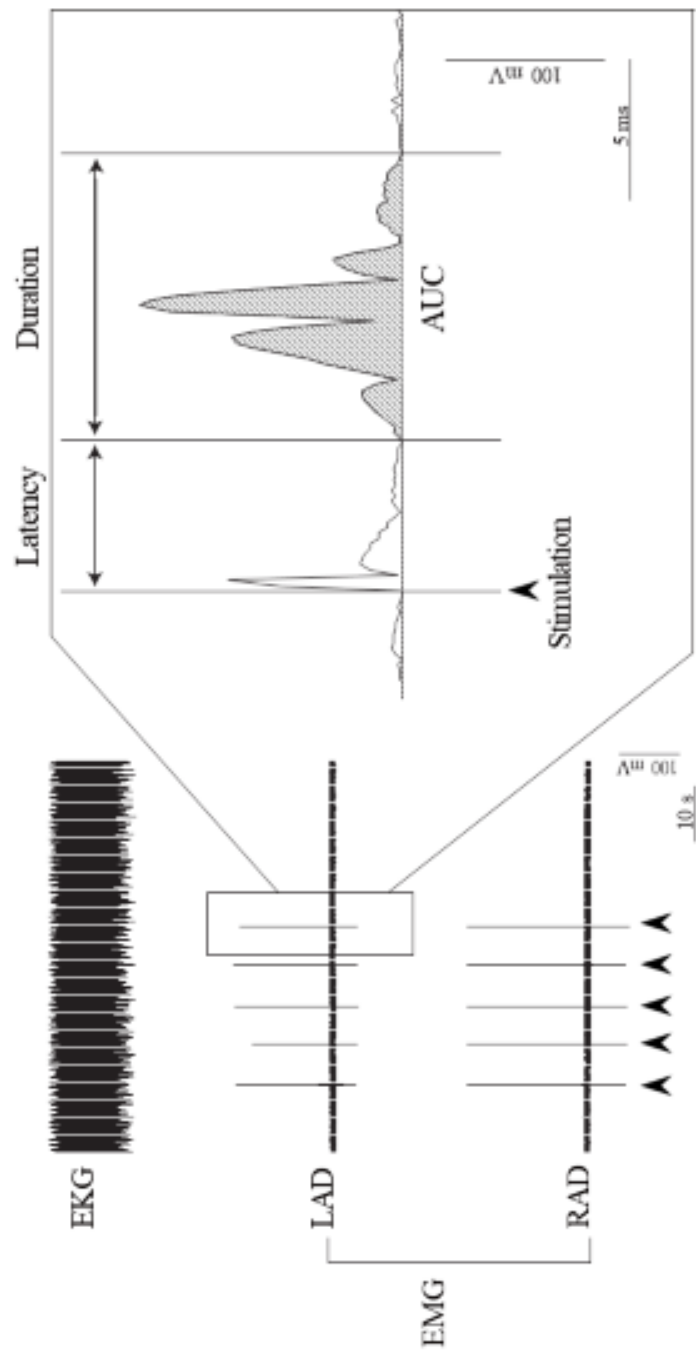 EKG
LAD
RAD
EMG
100 mV
10 s
Latency
Duration
Stimulation
AUC
100 mV
5 ms